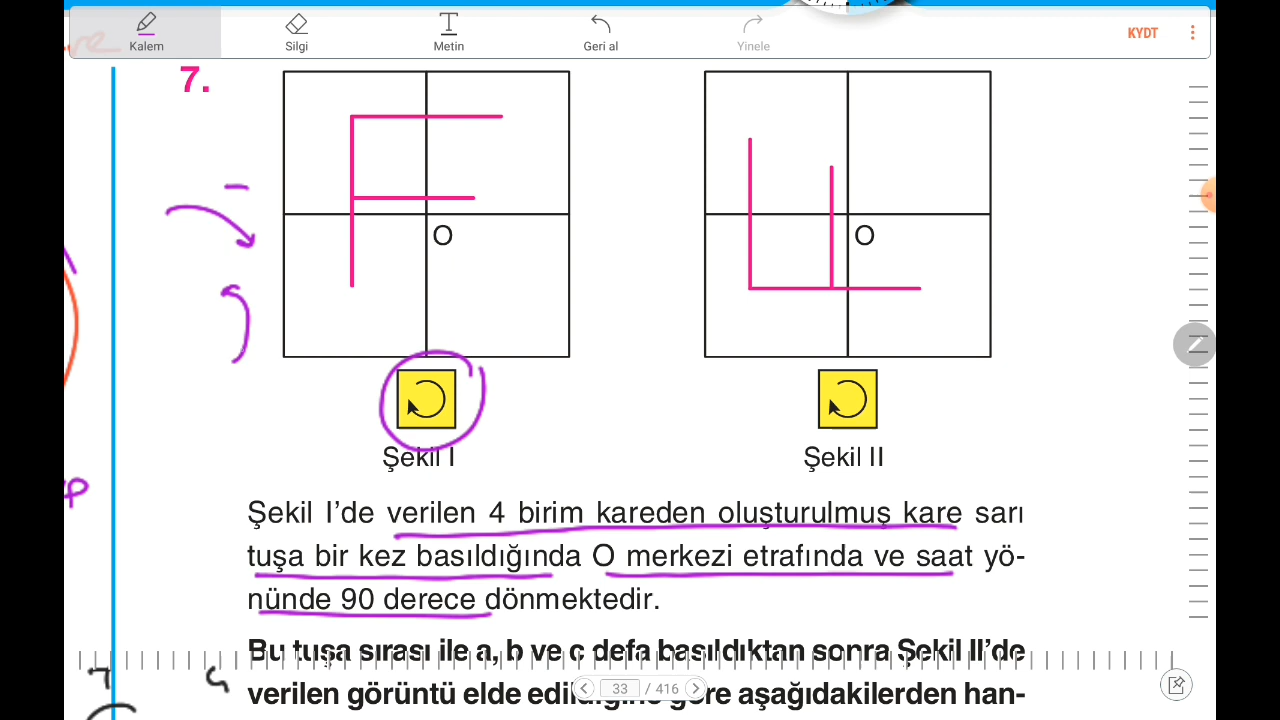 Kalem
Silgi
Metin
Geri al
Yinele
KYDT
7.
O
O
Şekil I
Şekil II
Şekil I'de verilen 4 birim kareden oluşturulmuş kare sarı
tuşa bir kez basıldığında O merkezi etrafında ve saat yö-
nünde 90 derece dönmektedir.
Bu tuşa sırası ile a, b ve c defa basıldıktan sonra Şekil II'de
verilen görüntü elde edildiğine göre aşağıdakilerden han-
33 / 416